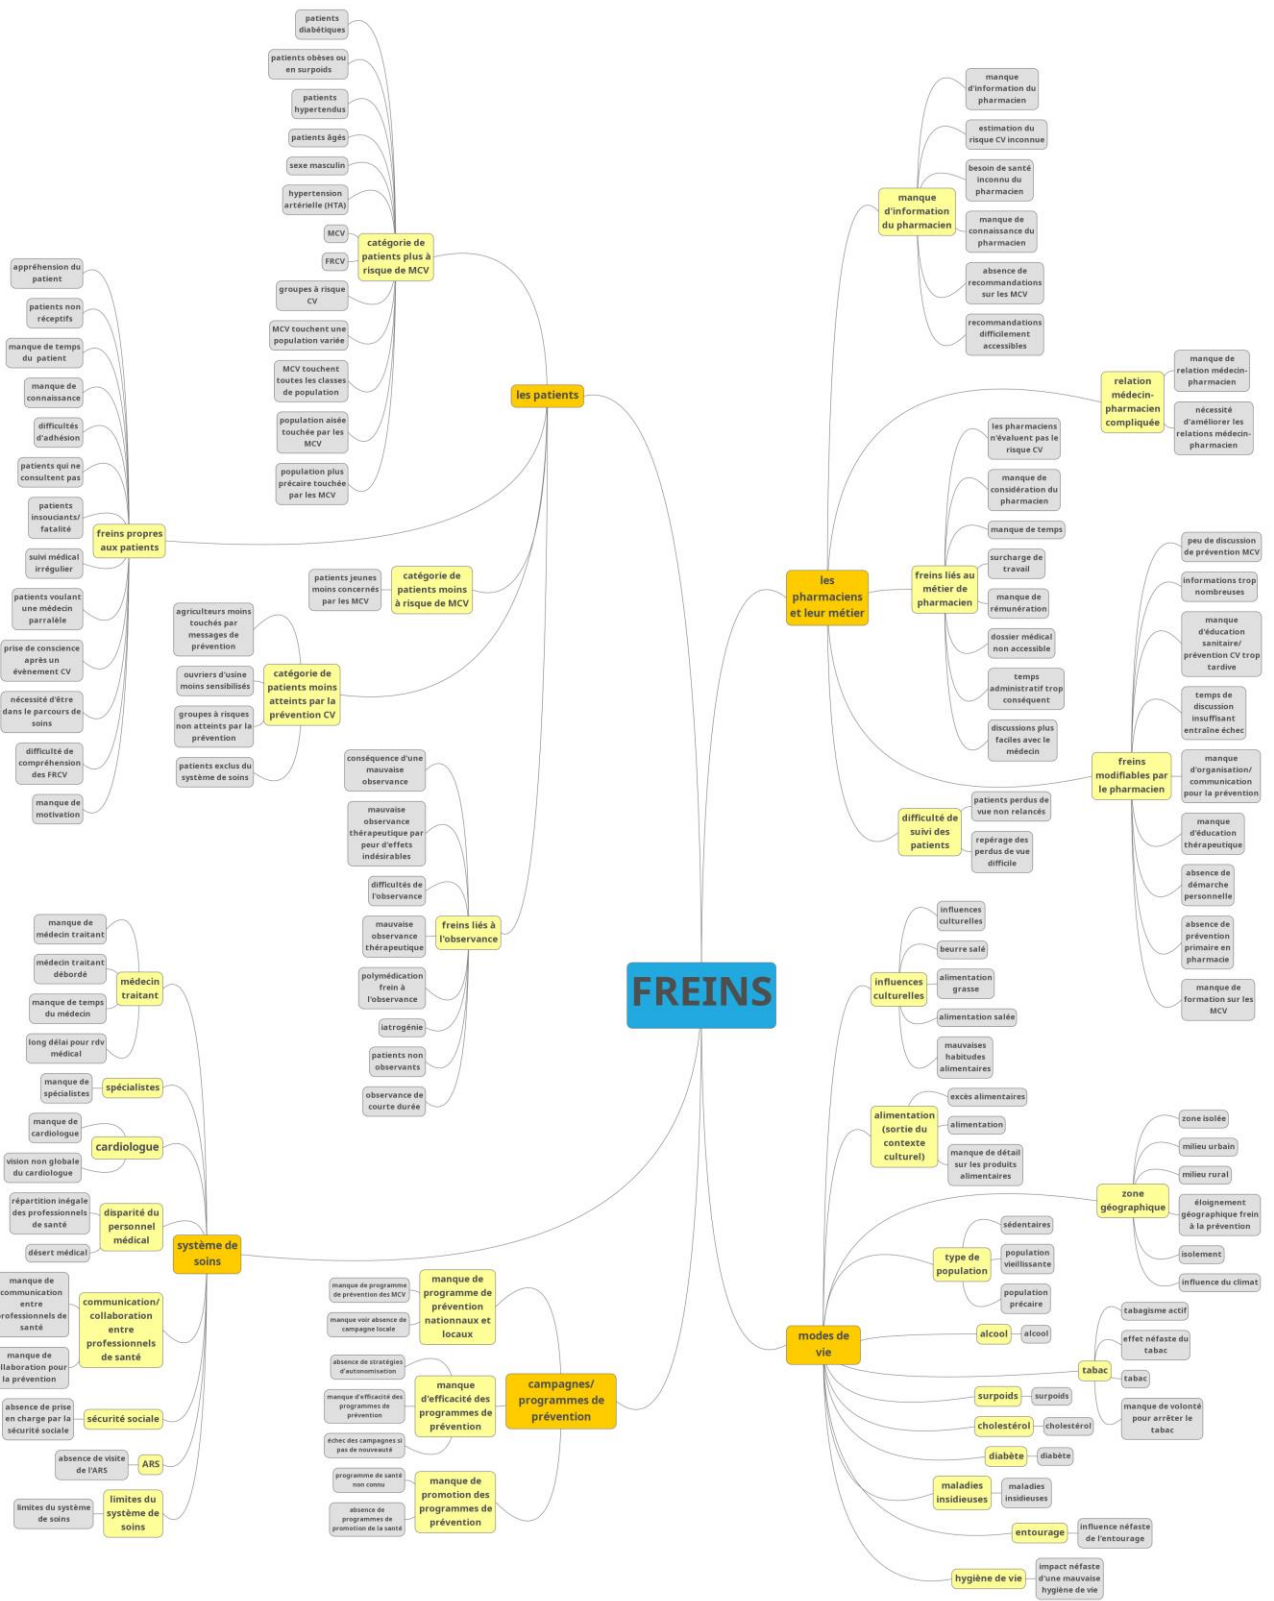 FREINS
les patients
catégorie de
patients plus à
risque de MCV
patients
diabétiques
patients obèses ou
en surpoids
patients
hypertendus
patients âgés
sexe masculin
hypertension
artérielle (HTA)
MCV
FRCV
groupes à risque
CV
MCV touchent une
population variée
MCV touchent
toutes les classes
de population
population aisée
touchée par les
MCV
population plus
précaire touchée
par les MCV
freins propres
aux patients
appréhension du
patient
patients non
réceptifs
manque de temps
du patient
manque de
connaissance
difficultés
d'adhésion
patients qui ne
consultent pas
patients
insouciants/
fatalité
suivi médical
irrégulier
patients voulant
une médecin
parralèle
prise de conscience
après un
évènement CV
nécessité d'être
dans le parcours de
soins
difficulté de
compréhension
des FRCV
manque de
motivation
catégorie de
patients moins
à risque de MCV
patients jeunes
moins concernés
par les MCV
catégorie de
patients moins
atteints par la
prévention CV
agriculteurs moins
touchés par
messages de
prévention
ouvriers d'usine
moins sensibilisés
groupes à risques
non atteints par la
prévention
patients exclus du
système de soins
freins liés à
l'observance
conséquence d'une
mauvaise
observance
mauvaise
observance
thérapeutique par
peur d'effets
indésirables
difficultés de
l'observance
mauvaise
observance
thérapeutique
polymédication
frein à
l'observance
iatrogénie
patients non
observants
observance de
courte durée
système de
soins
médecin
traitant
manque de
médecin traitant
médecin traitant
débordé
manque de temps
du médecin
long délai pour rdv
médical
spécialistes
manque de
spécialistes
cardiologue
manque de
cardiologue
vision non globale
du cardiologue
disparité du
personnel
médical
répartition inégale
des professionnels
de santé
désert médical
communication/
collaboration
entre
professionnels
de santé
manque de
communication
entre
rofessionnels de
santé
manque de
llaboration pour
la prévention
sécurité sociale
absence de prise
en charge par la
sécurité sociale
ARS
absence de visite
de l'ARS
limites du
système de
soins
limites du système
de soins
campagnes/
programmes de
prévention
manque de
programme de
prévention
nationnaux et
locaux
manque de programme
de prévention des MCV
manque voir absence de
campagne locale
manque
d'efficacité des
programmes de
prévention
absence de stratégies
d'autonomisation
manque d'efficacité des
programmes de
prévention
échec des campagnes si
pas de nouveauté
manque de
promotion des
programmes de
prévention
programme de santé
non connu
absence de
programmes de
promotion de la santé
les
pharmaciens
et leur métier
manque
d'information
du pharmacien
manque
d'information du
pharmacien
estimation du
risque CV inconnue
besoin de santé
inconnu du
pharmacien
manque de
connaissance du
pharmacien
absence de
recommandations
sur les MCV
recommandations
difficilement
accessibles
relation
médecin-
pharmacien
compliquée
manque de
relation médecin-
pharmacien
nécessité
d'améliorer les
relations médecin-
pharmacien
freins liés au
métier de
pharmacien
les pharmaciens
n'évaluent pas le
risque CV
manque de
considération du
pharmacien
manque de temps
surcharge de
travail
manque de
rémunération
dossier médical
non accessible
temps
administratif trop
conséquent
discussions plus
faciles avec le
médecin
freins
modifiables par
le pharmacien
peu de discussion
de prévention MCV
informations trop
nombreuses
manque
d'éducation
sanitaire/
prévention CV trop
tardive
temps de
discussion
insuffisant
entraîne échec
manque
d'organisation/
communication
pour la prévention
manque
d'éducation
thérapeutique
absence de
démarche
personnelle
absence de
prévention
primaire en
pharmacie
manque de
formation sur les
MCV
difficulté de
suivi des
patients
patients perdus de
vue non relancés
repérage des
perdus de vue
difficile
modes de
vie
influences
culturelles
influences
culturelles
beurre salé
alimentation
grasse
alimentation salée
mauvaises
habitudes
alimentaires
alimentation
(sortie du
contexte
culturel)
excès alimentaires
alimentation
manque de détail
sur les produits
alimentaires
zone
géographique
zone isolée
milieu urbain
milieu rural
éloignement
géographique frein
à la prévention
isolement
influence du climat
type de
population
sédentaires
population
vieillissante
population
précaire
alcool
alcool
tabac
tabagisme actif
effet néfaste du
tabac
tabac
manque de volonté
pour arrêter le
tabac
surpoids
surpoids
cholestérol
cholestérol
diabète
diabète
maladies
insidieuses
maladies
insidieuses
entourage
influence néfaste
de l'entourage
hygiène de vie
impact néfaste
d'une mauvaise
hygiène de vie